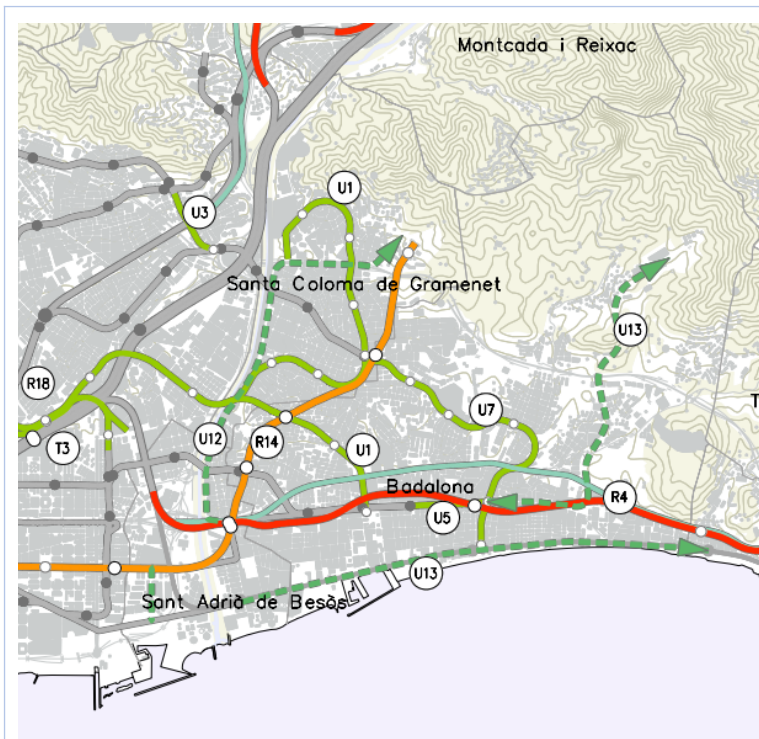 Montcada i Reixac
U1
U3
Santa Coloma de Gramenet
U13
R18
U7
T3
U12
R14
U1
Badalona
R4
U5
U13
Sant Adrià de Besòs
T